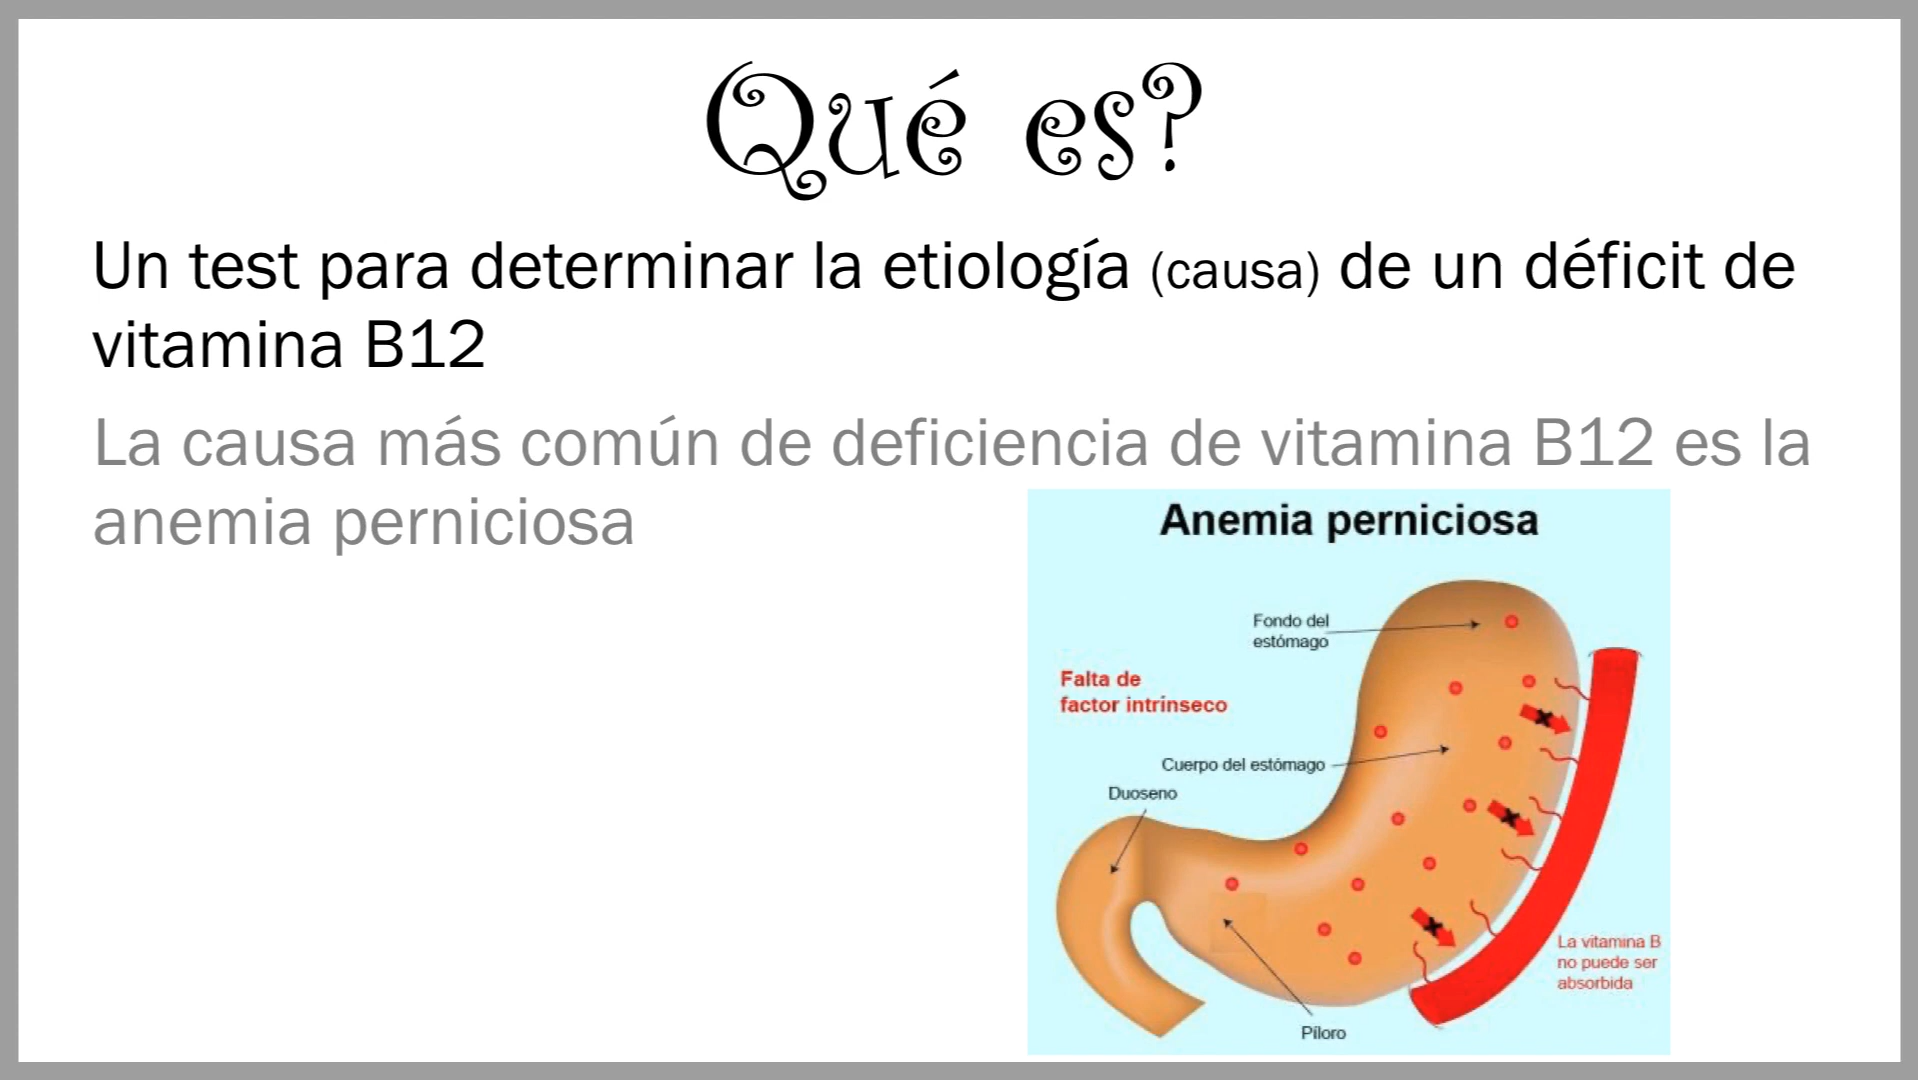 Qué es?
Un test para determinar la etiología (causa) de un déficit de
vitamina B12
La causa más común de deficiencia de vitamina B12 es la
anemia perniciosa
Anemia perniciosa
Fondo del
estómago
Falta de
factor intrínseco
Cuerpo del estómago
Duoseno
La vitamina B
no puede ser
absorbida
Píloro